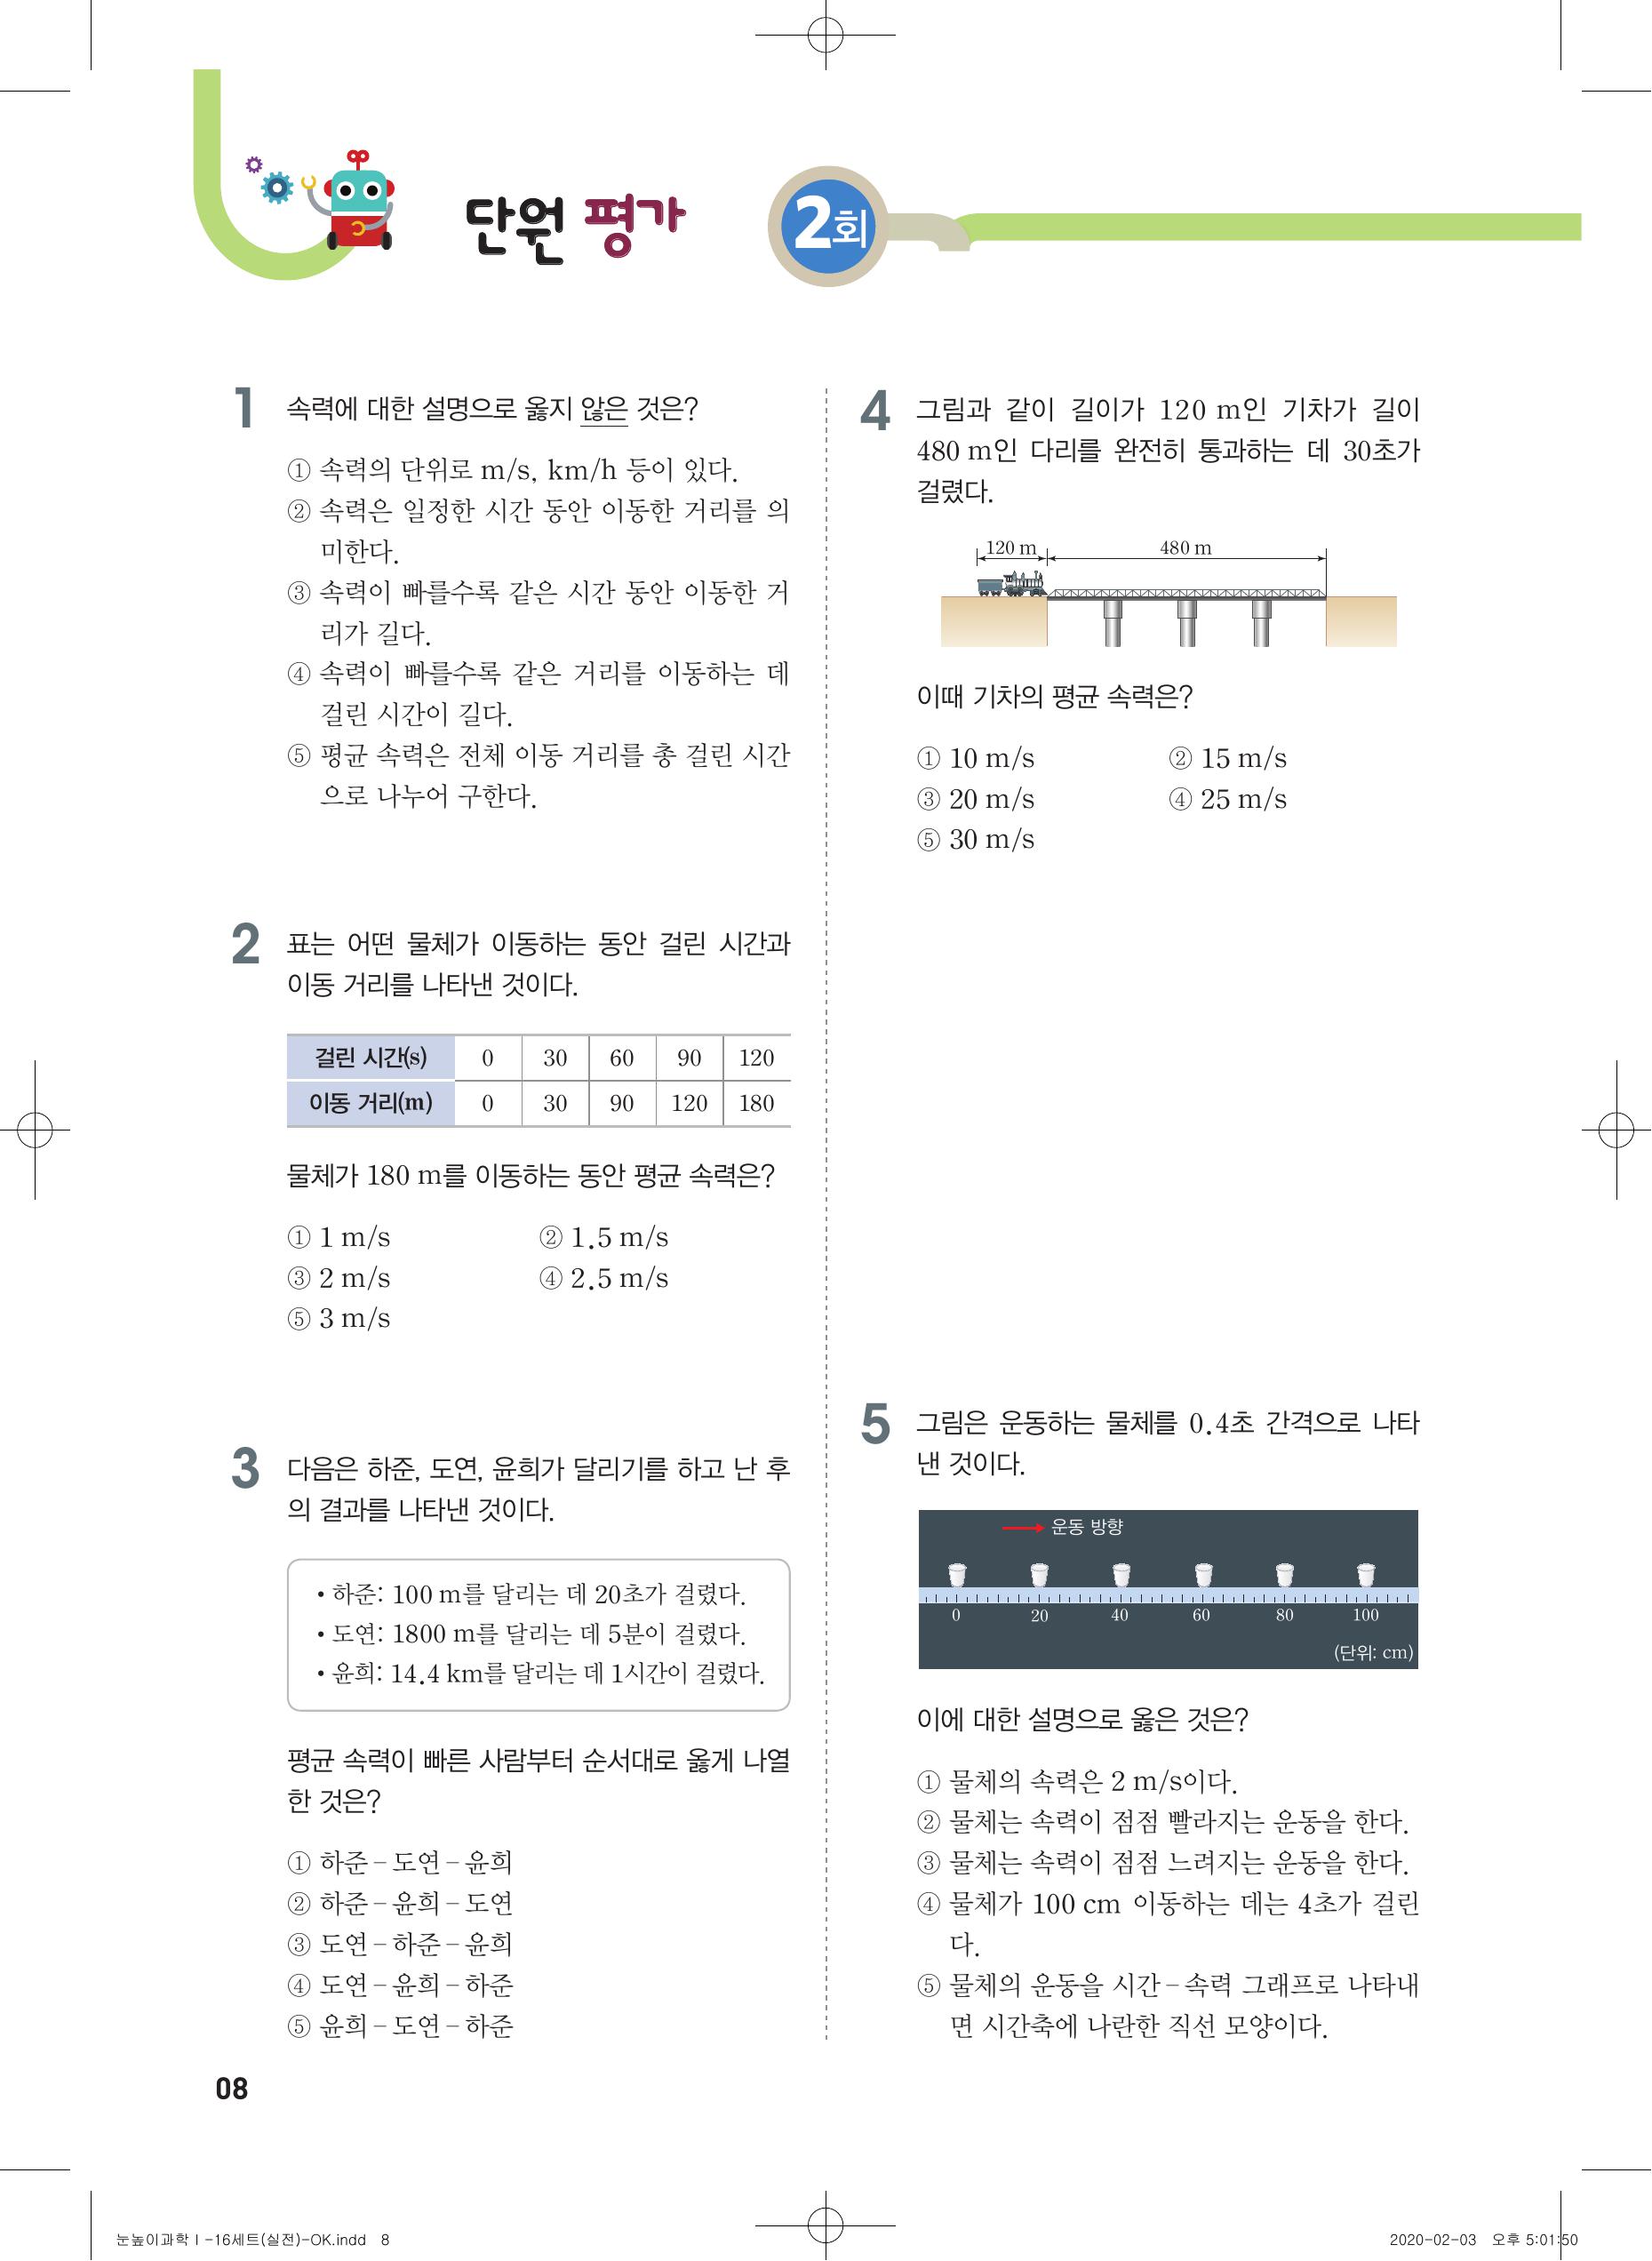 단원 평가 2회
1 속력에 대한 설명으로 옳지 않은 것은?
① 속력의 단위로 m/s, km/h 등이 있다.
② 속력은 일정한 시간 동안 이동한 거리를 의
미한다.
③ 속력이 빠를수록 같은 시간 동안 이동한 거
리가 길다.
④ 속력이 빠를수록 같은 거리를 이동하는 데
걸린 시간이 길다.
⑤ 평균 속력은 전체 이동 거리를 총 걸린 시간
으로 나누어 구한다.
2 표는 어떤 물체가 이동하는 동안 걸린 시간과
이동 거리를 나타낸 것이다.
걸린 시간(s) 0 30 60 90 120
이동 거리(m) 0 30 90 120 180
물체가 180 m를 이동하는 동안 평균 속력은?
① 1 m/s ② 1.5 m/s
③ 2 m/s ④ 2.5 m/s
⑤ 3 m/s
3 다음은 하준, 도연, 윤희가 달리기를 하고 난 후
의 결과를 나타낸 것이다.
• 하준: 100 m를 달리는 데 20초가 걸렸다.
• 도연: 1800 m를 달리는 데 5분이 걸렸다.
• 윤희: 14.4 km를 달리는 데 1시간이 걸렸다.
평균 속력이 빠른 사람부터 순서대로 옳게 나열
한 것은?
① 하준 – 도연 – 윤희
② 하준 – 윤희 – 도연
③ 도연 – 하준 – 윤희
④ 도연 – 윤희 – 하준
⑤ 윤희 – 도연 – 하준
4 그림과 같이 길이가 120 m인 기차가 길이
480 m인 다리를 완전히 통과하는 데 30초가
걸렸다.
120 m 480 m
이때 기차의 평균 속력은?
① 10 m/s ② 15 m/s
③ 20 m/s ④ 25 m/s
⑤ 30 m/s
5 그림은 운동하는 물체를 0.4초 간격으로 나타
낸 것이다.
운동 방향
0 20 40 60 80 100
(단위: cm)
이에 대한 설명으로 옳은 것은?
① 물체의 속력은 2 m/s이다.
② 물체는 속력이 점점 빨라지는 운동을 한다.
③ 물체는 속력이 점점 느려지는 운동을 한다.
④ 물체가 100 cm 이동하는 데는 4초가 걸린
다.
⑤ 물체의 운동을 시간 – 속력 그래프로 나타내
면 시간축에 나란한 직선 모양이다.
08
눈높이과학Ⅰ-16세트(실전)-OK.indd 8
2020-02-03 오후 5:01:50